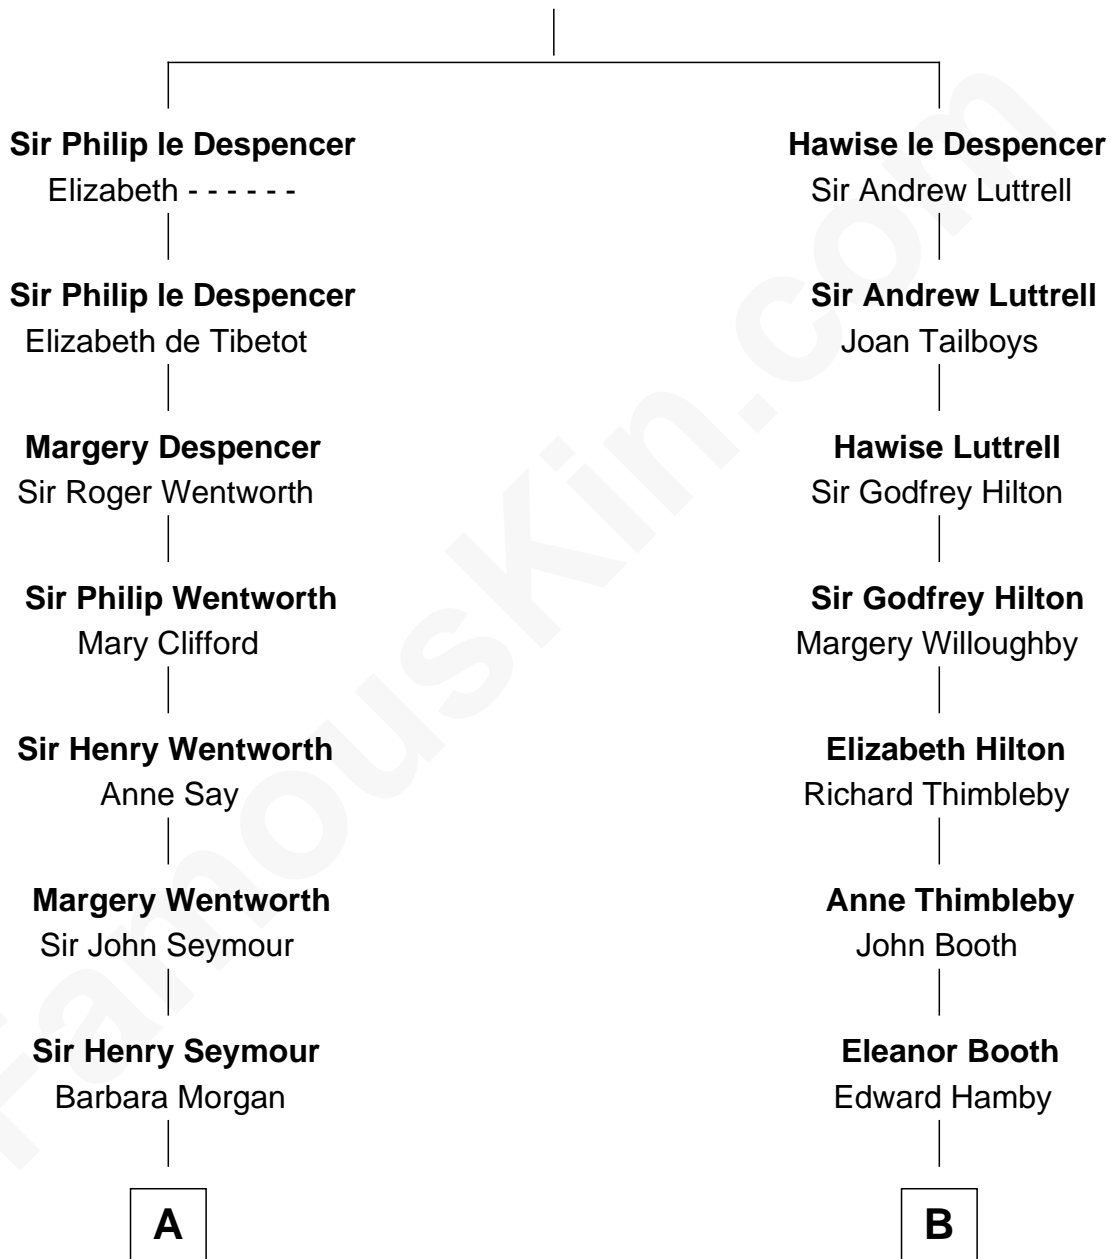 Sir Philip le Despencer
Elizabeth - - - - - -
Sir Philip le Despencer
Elizabeth de Tibetot
Margery Despencer
Sir Roger Wentworth
Sir Philip Wentworth
Mary Clifford
Sir Henry Wentworth
Anne Say
Margery Wentworth
Sir John Seymour
Sir Henry Seymour
Barbara Morgan
A
Hawise le Despencer
Sir Andrew Luttrell
Sir Andrew Luttrell
Joan Tailboys
Hawise Luttrell
Sir Godfrey Hilton
Sir Godfrey Hilton
Margery Willoughby
Elizabeth Hilton
Richard Thimbleby
Anne Thimbleby
John Booth
Eleanor Booth
Edward Hamby
B
FamousKin.com